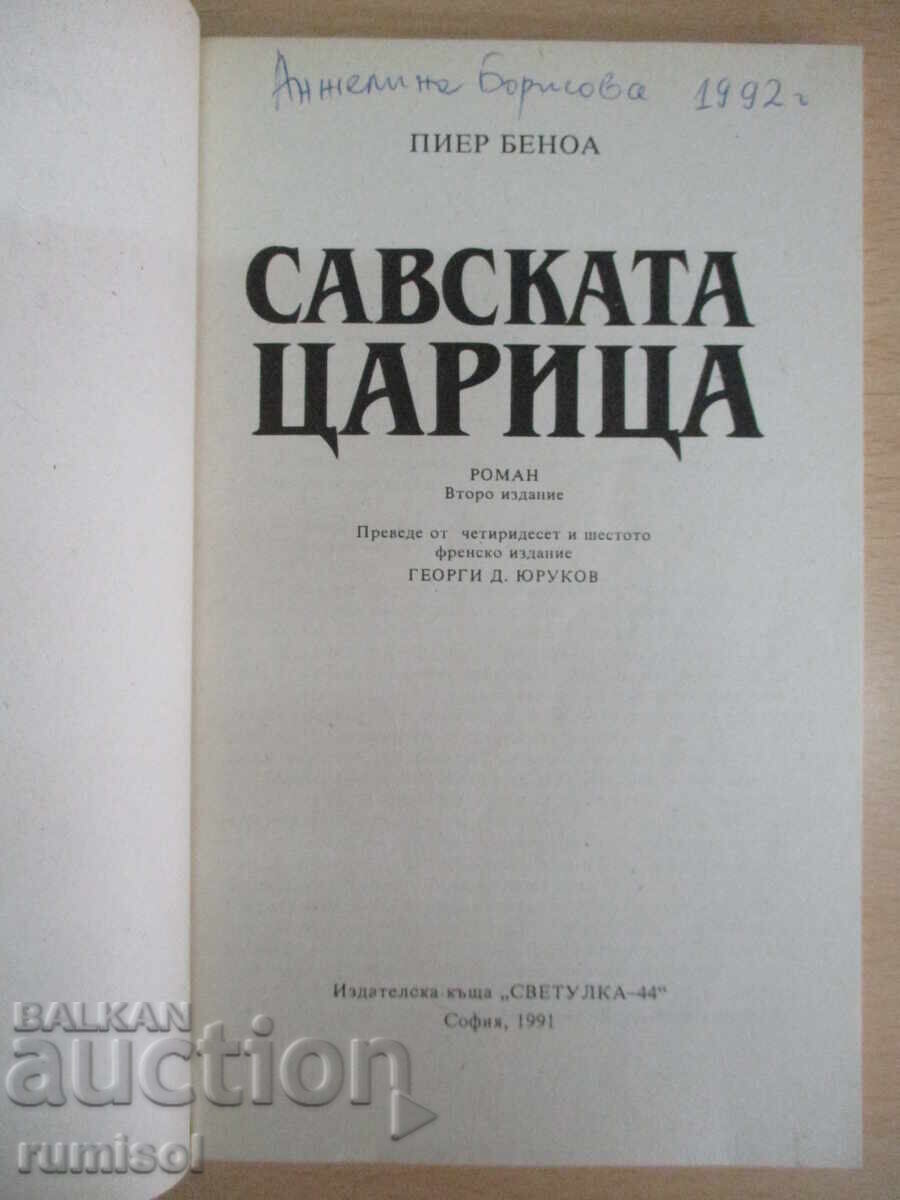 Анжелина Борисова 1992 г
ПИЕР БЕНОА
САВСКАТА
ЦАРИЦА
РОМАН
Второ издание
Преведе от четиридесет и шестото
френско издание
ГЕОРГИ Д. ЮРУКОВ
Издателска къща „СВЕТУЛКА–44“
София, 1991
BALKAN
auction
rumisol